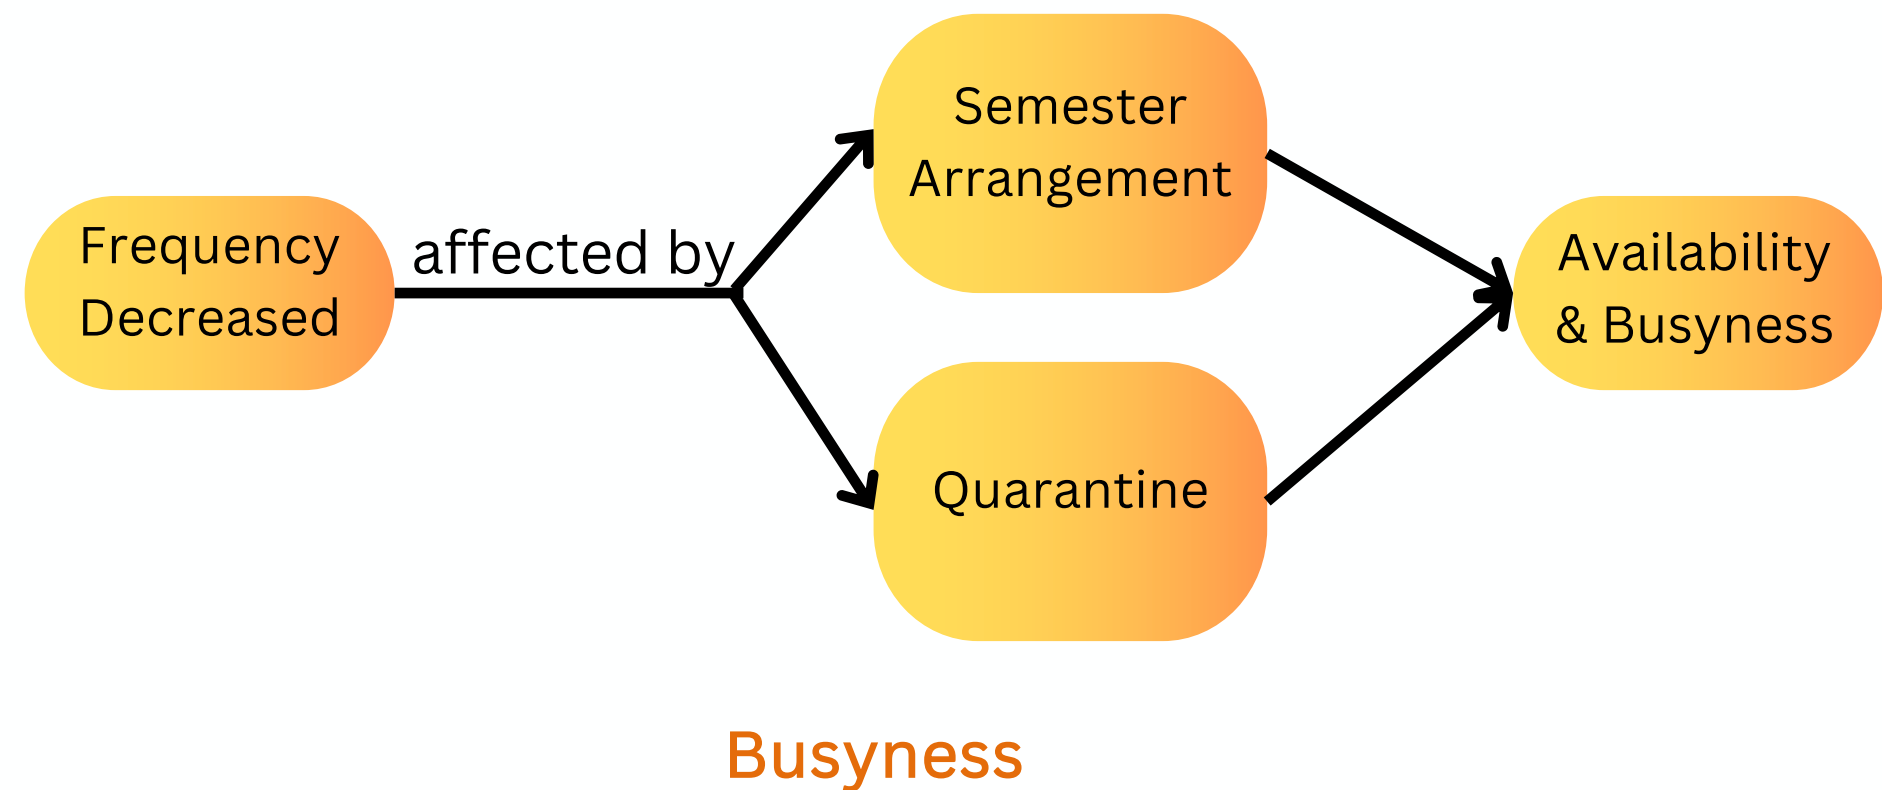 Frequency
Decreased
affected by
Semester
Arrangement
Quarantine
Availability
& Busyness
Busyness